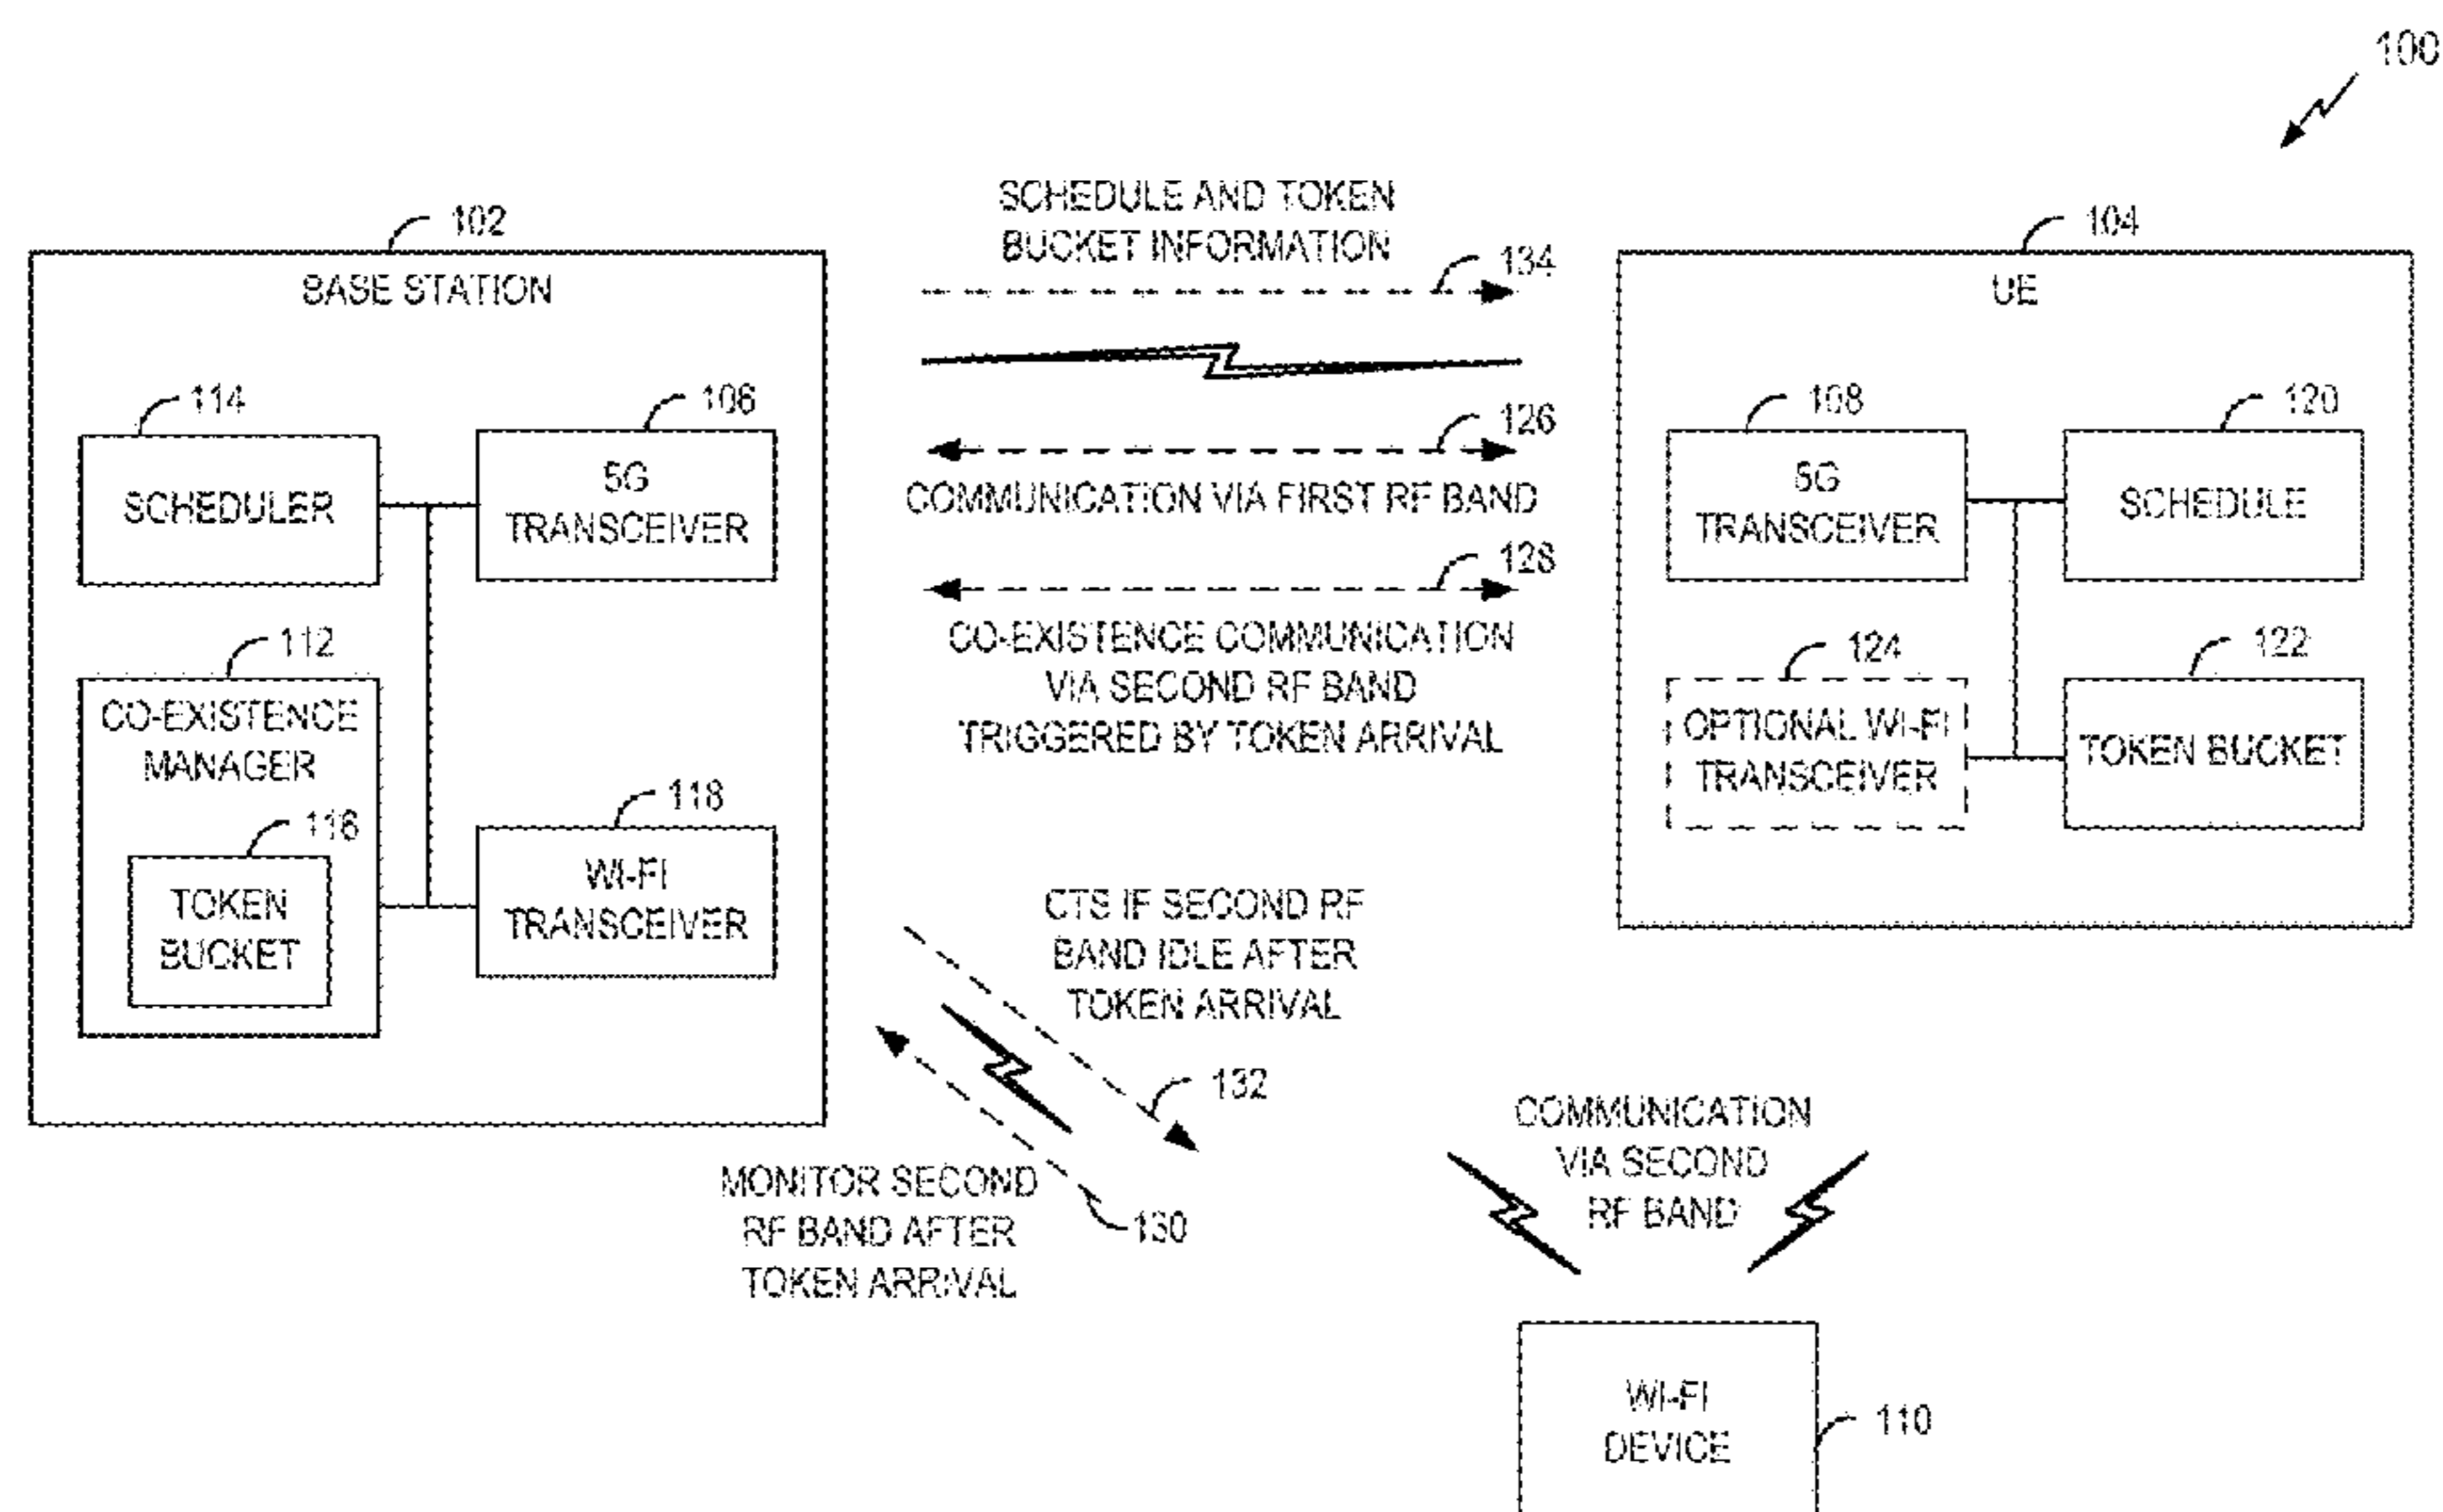 100
SCHEDULE AND TOKEN
BUCKET INFORMATION
134
102
BASE STATION
114
SCHEDULER
106
5G
TRANSCEIVER
112
CO-EXISTENCE
MANAGER
116
TOKEN
BUCKET
118
WI-FI
TRANSCEIVER
126
COMMUNICATION VIA FIRST RF BAND
128
CO-EXISTENCE COMMUNICATION
VIA SECOND RF BAND
TRIGGERED BY TOKEN ARRIVAL
104
UE
108
5G
TRANSCEIVER
120
SCHEDULE
124
OPTIONAL WI-FI
TRANSCEIVER
122
TOKEN BUCKET
CTS IF SECOND RF
BAND IDLE AFTER
TOKEN ARRIVAL
132
MONITOR SECOND
RF BAND AFTER
TOKEN ARRIVAL
130
COMMUNICATION
VIA SECOND
RF BAND
WI-FI
DEVICE
110